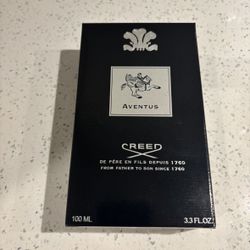 AVENTUS
CREED
DE PÈRE EN FILS DEPUIS 1760
FROM FATHER TO SON SINCE 1760
100 ML 3.3 FL.OZ